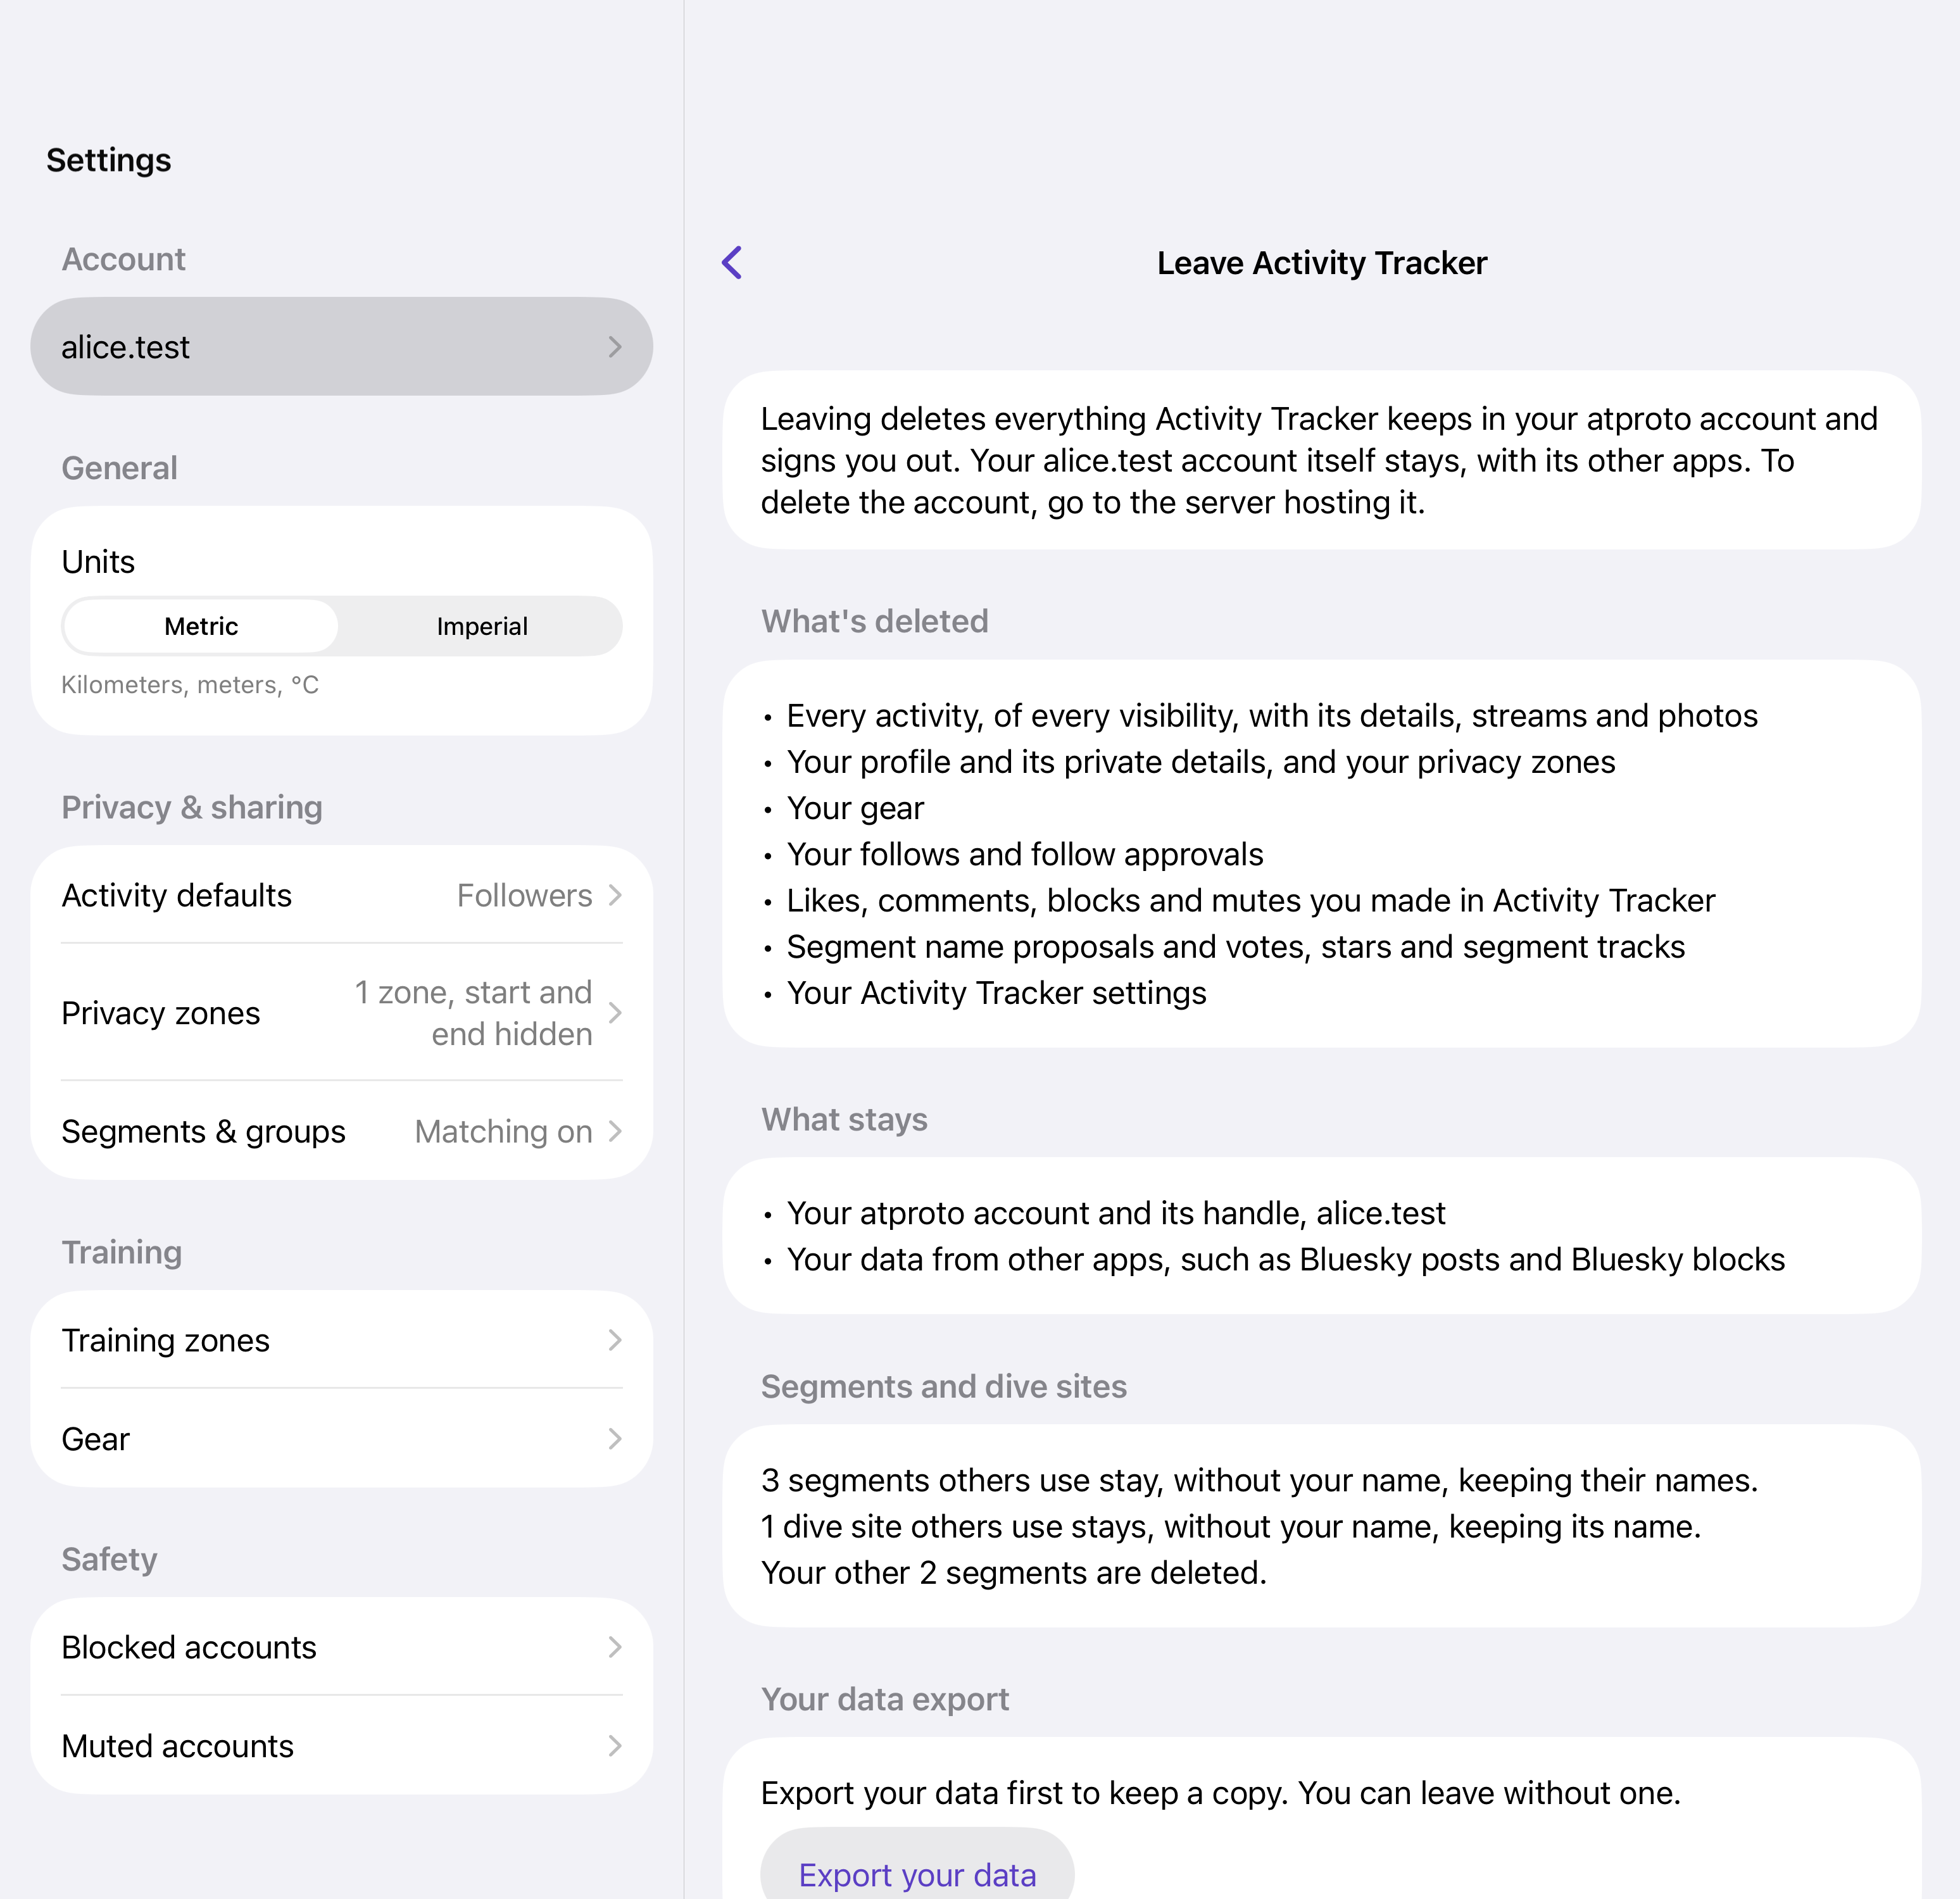 Settings
Account
alice.test
General
Units
Metric
Imperial
Kilometers, meters, °C
Privacy & sharing
Activity defaults
Followers
Privacy zones
1 zone, start and
end hidden
Segments & groups
Matching on
Training
Training zones
Gear
Safety
Blocked accounts
Muted accounts
Leave Activity Tracker
Leaving deletes everything Activity Tracker keeps in your atproto account and
signs you out. Your alice.test account itself stays, with its other apps. To
delete the account, go to the server hosting it.
What's deleted
• Every activity, of every visibility, with its details, streams and photos
• Your profile and its private details, and your privacy zones
• Your gear
• Your follows and follow approvals
• Likes, comments, blocks and mutes you made in Activity Tracker
• Segment name proposals and votes, stars and segment tracks
• Your Activity Tracker settings
What stays
• Your atproto account and its handle, alice.test
• Your data from other apps, such as Bluesky posts and Bluesky blocks
Segments and dive sites
3 segments others use stay, without your name, keeping their names.
1 dive site others use stays, without your name, keeping its name.
Your other 2 segments are deleted.
Your data export
Export your data first to keep a copy. You can leave without one.
Export your data